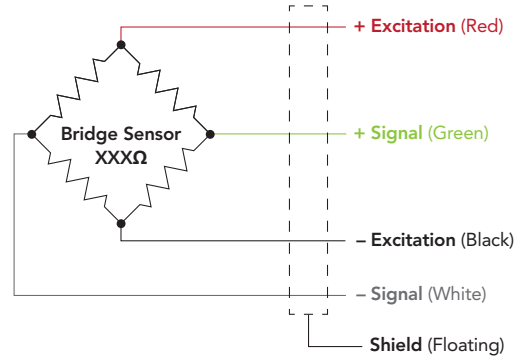 + Excitation (Red)
Bridge Sensor
XXXΩ
+ Signal (Green)
– Excitation (Black)
– Signal (White)
Shield (Floating)